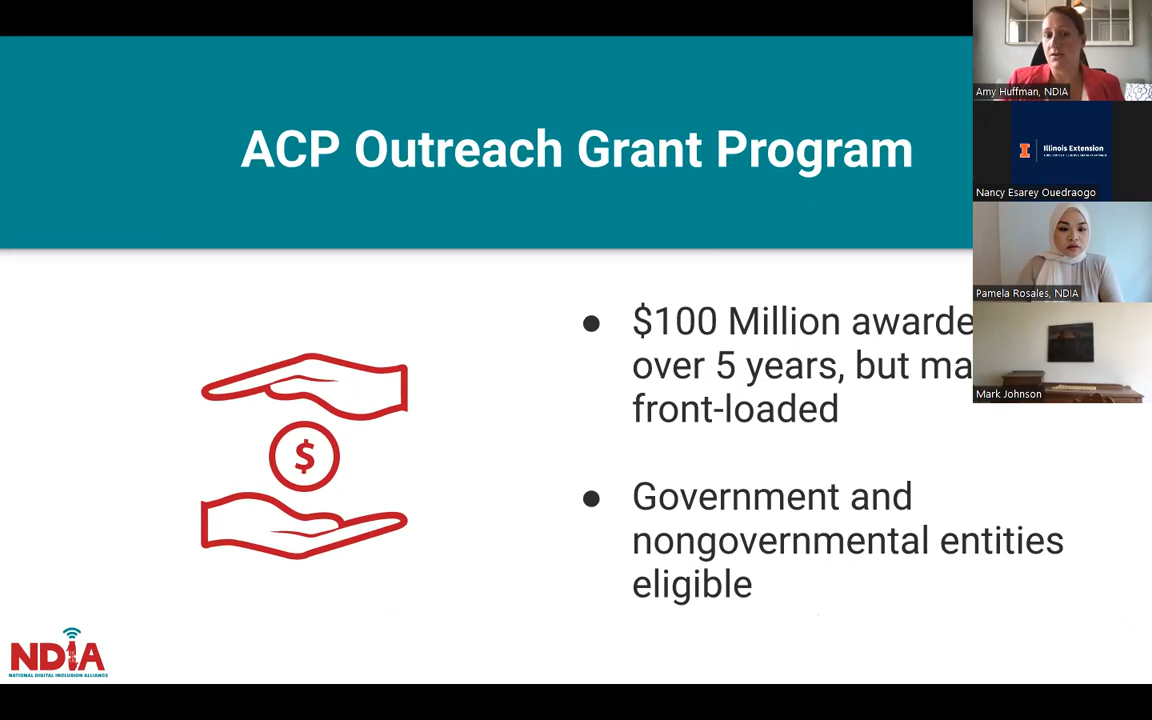 ACP Outreach Grant Program
$100 Million awarde
over 5 years, but ma
front-loaded
Government and
nongovernmental entities
eligible
$
NDIA
NATIONAL DIGITAL INCLUSION ALLIANCE
Amy Huffman, NDIA
I Illinois Extension
Nancy Esarey Ouedraogo
Pamela Rosales, NDIA
Mark Johnson